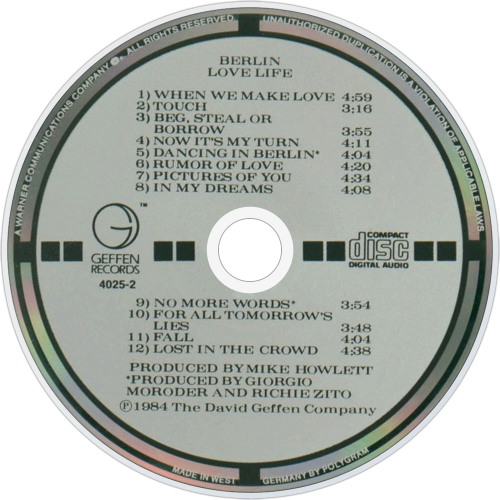 A WARNER COMMUNICATIONS COMPANY ℗. ALL RIGHTS RESERVED.
UNAUTHORIZED DUPLICATION IS A VIOLATION OF APPLICABLE LAWS
BERLIN
LOVE LIFE
1) WHEN WE MAKE LOVE 4:59
2) TOUCH 3:16
3) BEG, STEAL OR
BORROW 3:55
4) NOW IT'S MY TURN 4:11
5) DANCING IN BERLIN* 4:04
6) RUMOR OF LOVE 4:20
7) PICTURES OF YOU 4:34
8) IN MY DREAMS 4:08
G TM
GEFFEN
RECORDS
4025-2
COMPACT
disc
DIGITAL AUDIO
9) NO MORE WORDS* 3:54
10) FOR ALL TOMORROW'S
LIES 3:48
11) FALL 4:04
12) LOST IN THE CROWD 4:38
PRODUCED BY MIKE HOWLETT
*PRODUCED BY GIORGIO
MORODER AND RICHIE ZITO
℗1984 The David Geffen Company
MADE IN WEST GERMANY BY POLYGRAM